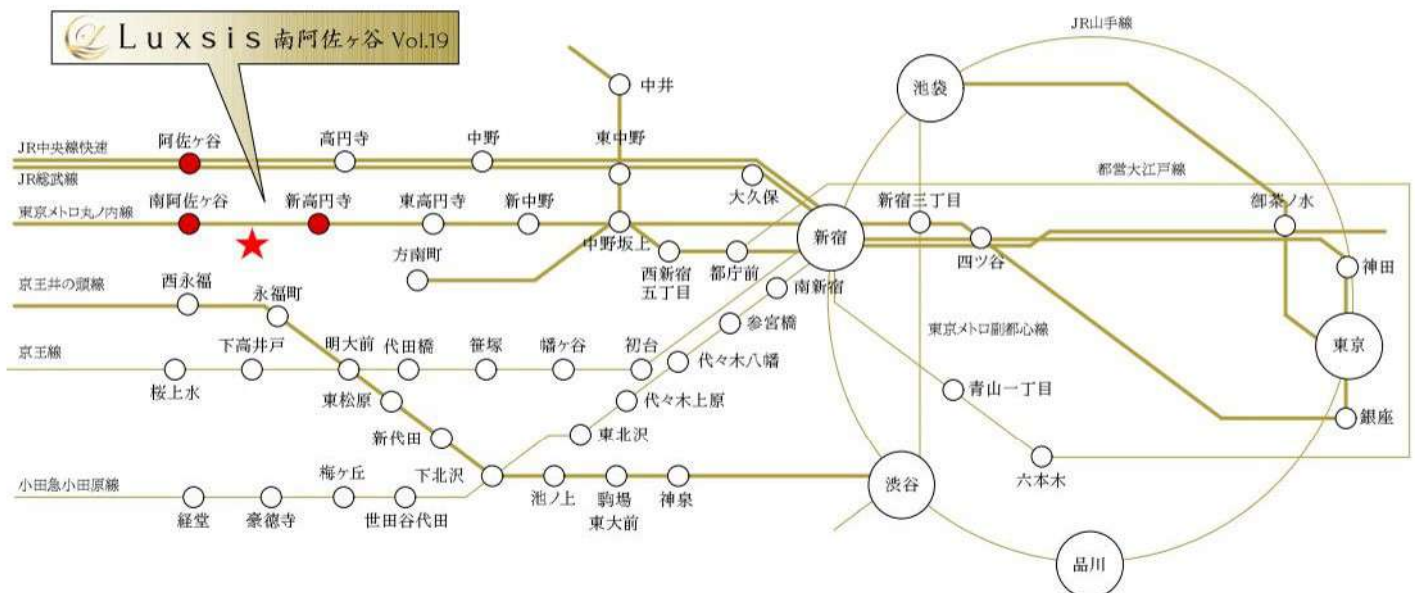 Luxsis 南阿佐ヶ谷 Vol.19
JR山手線
池袋
中井
JR中央線快速
阿佐ヶ谷
高円寺
中野
東中野
JR総武線
大久保
都営大江戸線
東京メトロ丸ノ内線
南阿佐ヶ谷
新高円寺
東高円寺
新中野
中野坂上
新宿
新宿三丁目
御茶ノ水
方南町
西新宿
五丁目
都庁前
四ツ谷
神田
南新宿
京王井の頭線
西永福
永福町
参宮橋
東京メトロ副都心線
京王線
下高井戸
明大前
代田橋
笹塚
幡ヶ谷
初台
代々木八幡
東京
桜上水
東松原
代々木上原
青山一丁目
新代田
東北沢
銀座
小田急小田原線
梅ヶ丘
下北沢
渋谷
六本木
経堂
豪徳寺
世田谷代田
池ノ上
駒場
東大前
神泉
品川